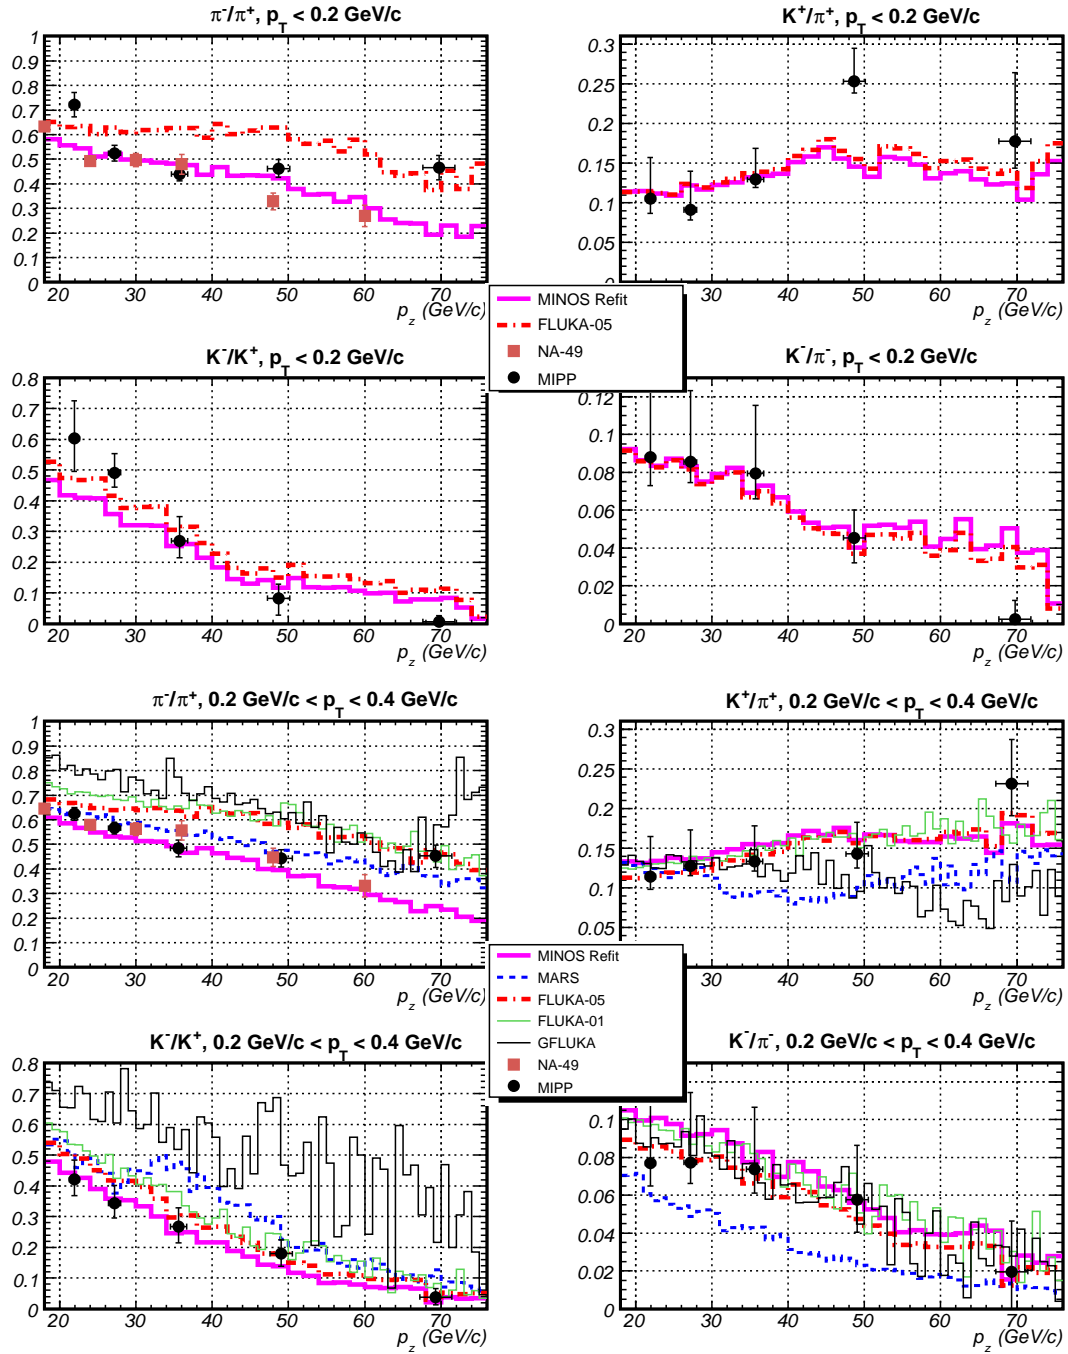 π⁻/π⁺, p_T < 0.2 GeV/c
1
0.9
0.8
0.7
0.6
0.5
0.4
0.3
0.2
0.1
0
20 30 40 50 60 70
p_z (GeV/c)
K⁺/π⁺, p_T < 0.2 GeV/c
0.3
0.25
0.2
0.15
0.1
0.05
0
20 30 40 50 60 70
p_z (GeV/c)
MINOS Refit
FLUKA-05
NA-49
MIPP
K⁻/K⁺, p_T < 0.2 GeV/c
0.8
0.7
0.6
0.5
0.4
0.3
0.2
0.1
0
20 30 40 50 60 70
p_z (GeV/c)
K⁻/π⁻, p_T < 0.2 GeV/c
0.12
0.1
0.08
0.06
0.04
0.02
0
20 30 40 50 60 70
p_z (GeV/c)
π⁻/π⁺, 0.2 GeV/c < p_T < 0.4 GeV/c
1
0.9
0.8
0.7
0.6
0.5
0.4
0.3
0.2
0.1
0
20 30 40 50 60 70
p_z (GeV/c)
K⁺/π⁺, 0.2 GeV/c < p_T < 0.4 GeV/c
0.3
0.25
0.2
0.15
0.1
0.05
0
20 30 40 50 60 70
p_z (GeV/c)
MINOS Refit
MARS
FLUKA-05
FLUKA-01
GFLUKA
NA-49
MIPP
K⁻/K⁺, 0.2 GeV/c < p_T < 0.4 GeV/c
0.8
0.7
0.6
0.5
0.4
0.3
0.2
0.1
0
20 30 40 50 60 70
p_z (GeV/c)
K⁻/π⁻, 0.2 GeV/c < p_T < 0.4 GeV/c
0.12
0.1
0.08
0.06
0.04
0.02
0
20 30 40 50 60 70
p_z (GeV/c)